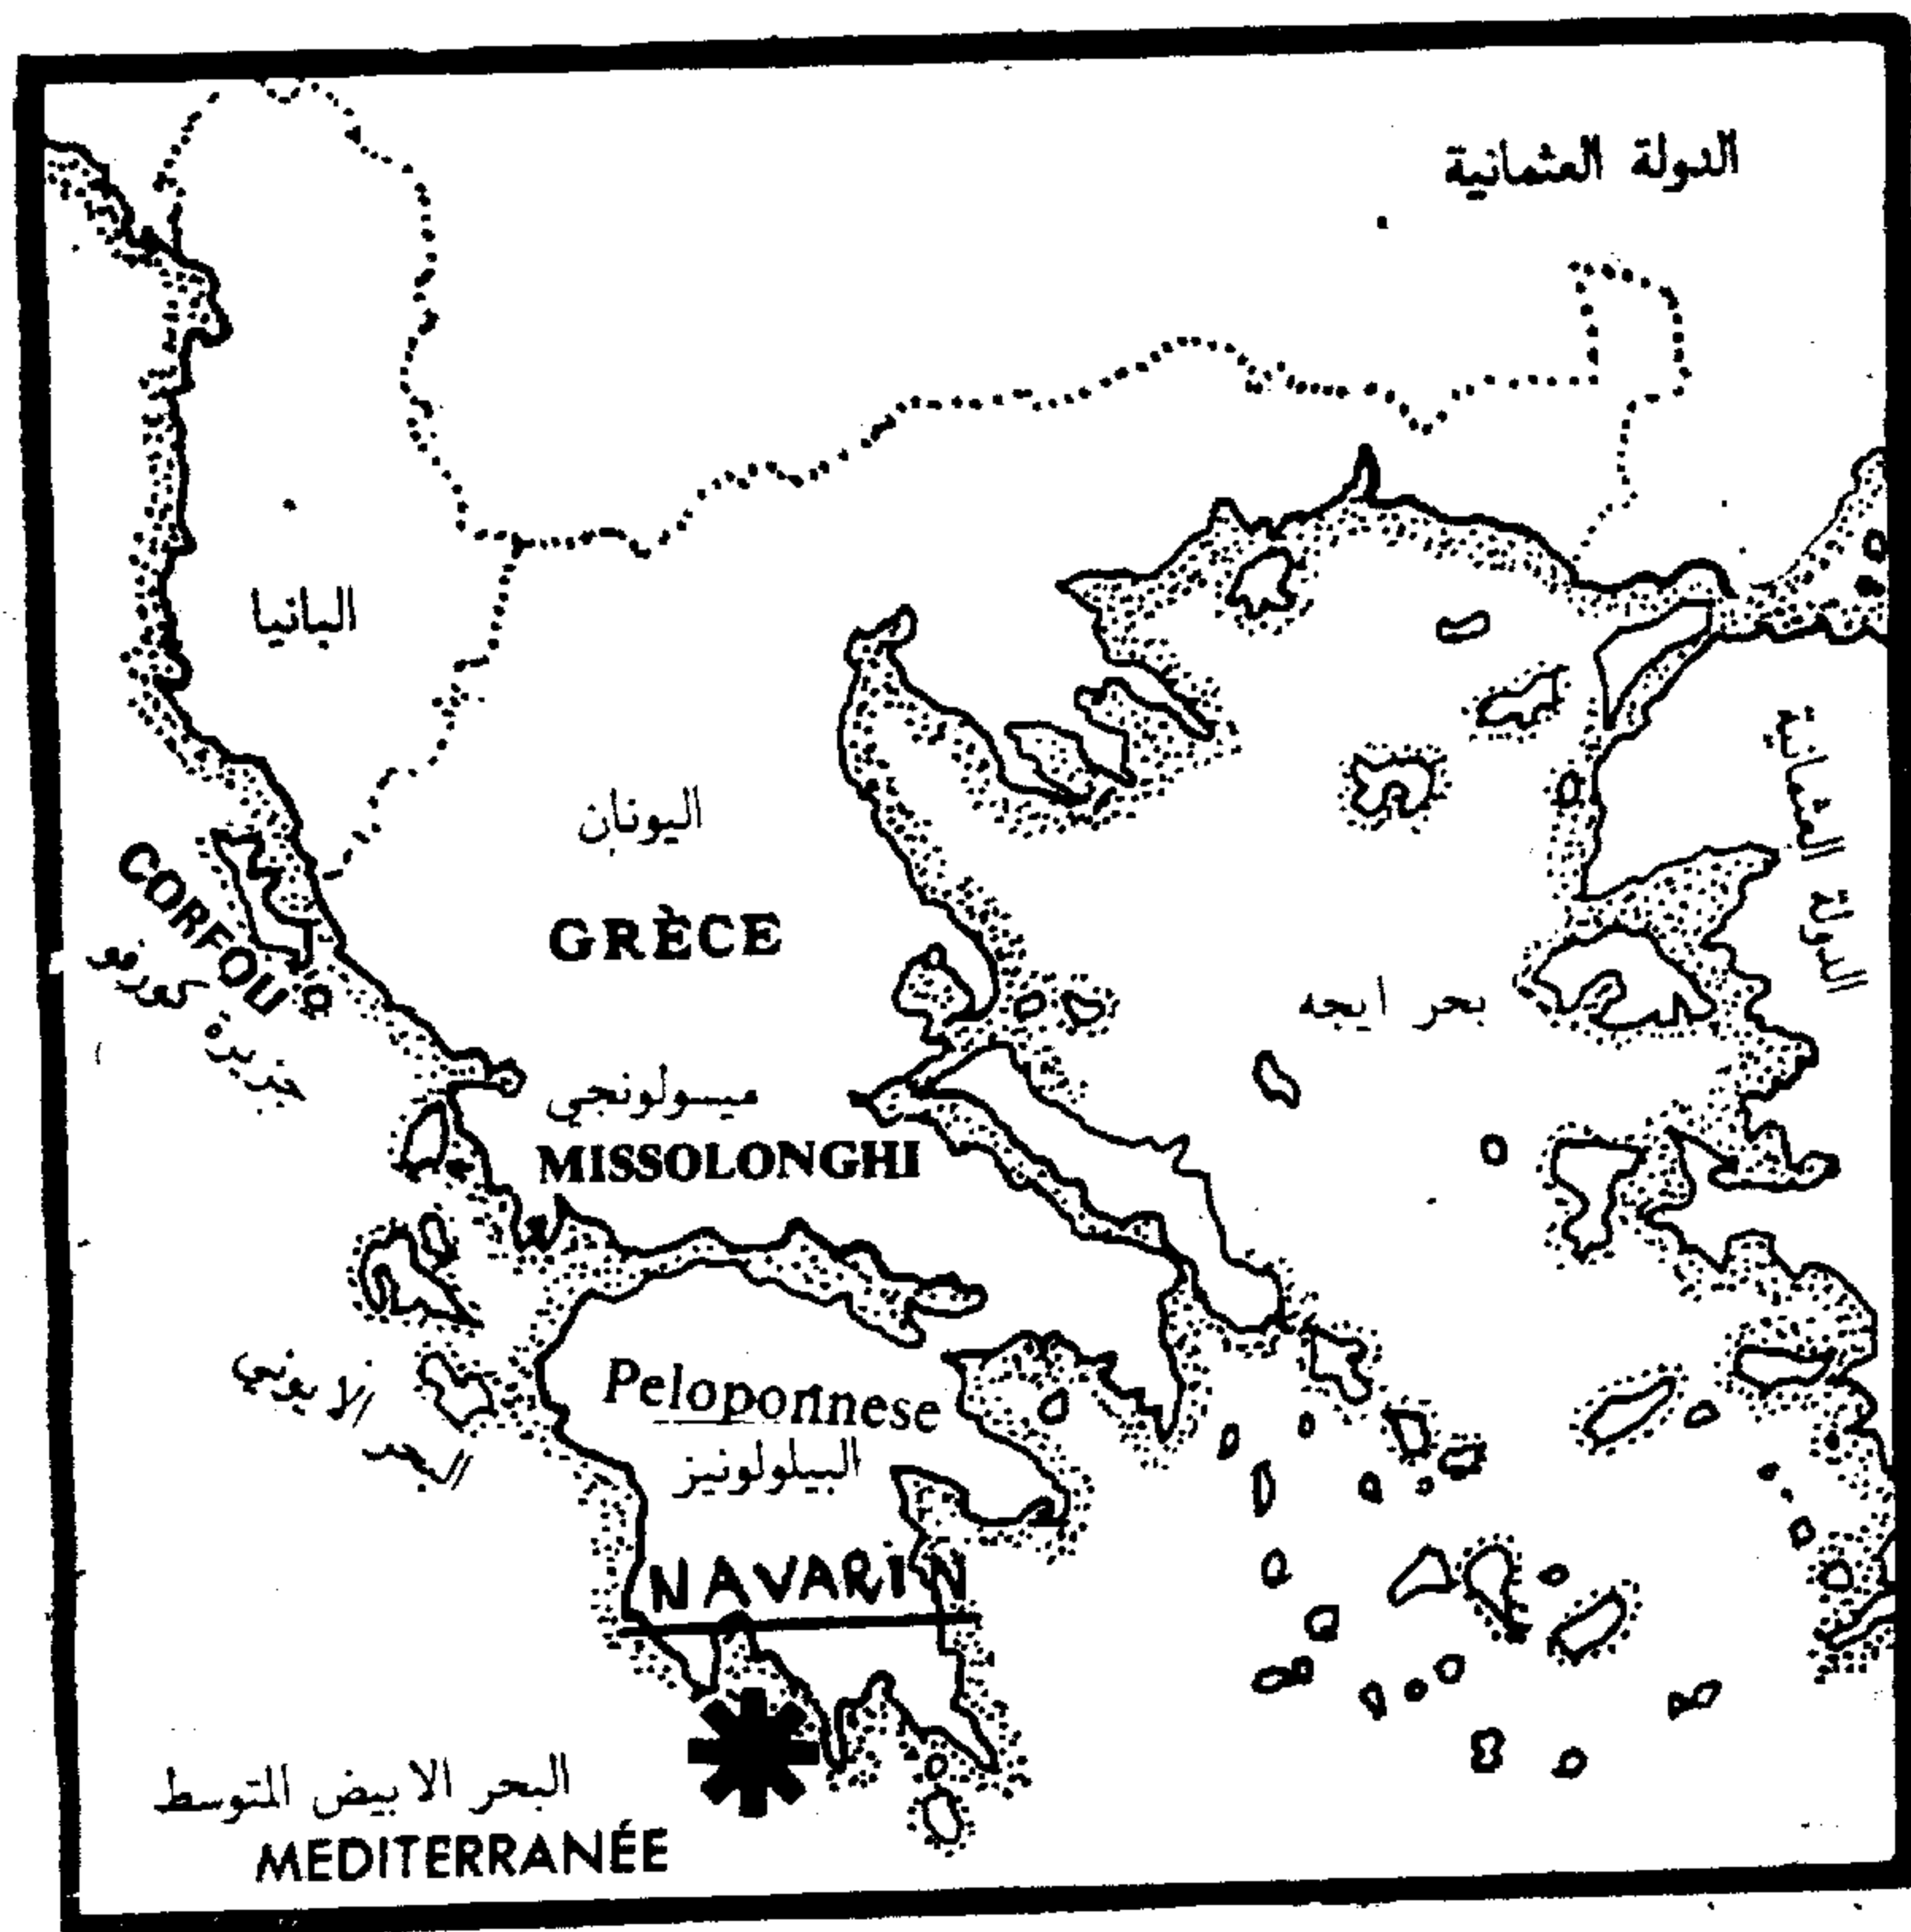 الدولة العثمانية
البانيا
اليونان
GRÈCE
CORFOU
جزيرة كورفو
الدولة العثمانية
بحر ايجه
ميسولونجي
MISSOLONGHI
البحر الايوني
Peloponnese
البيلولونيز
NAVARIN
البحر الابيض المتوسط
MEDITERRANÉE